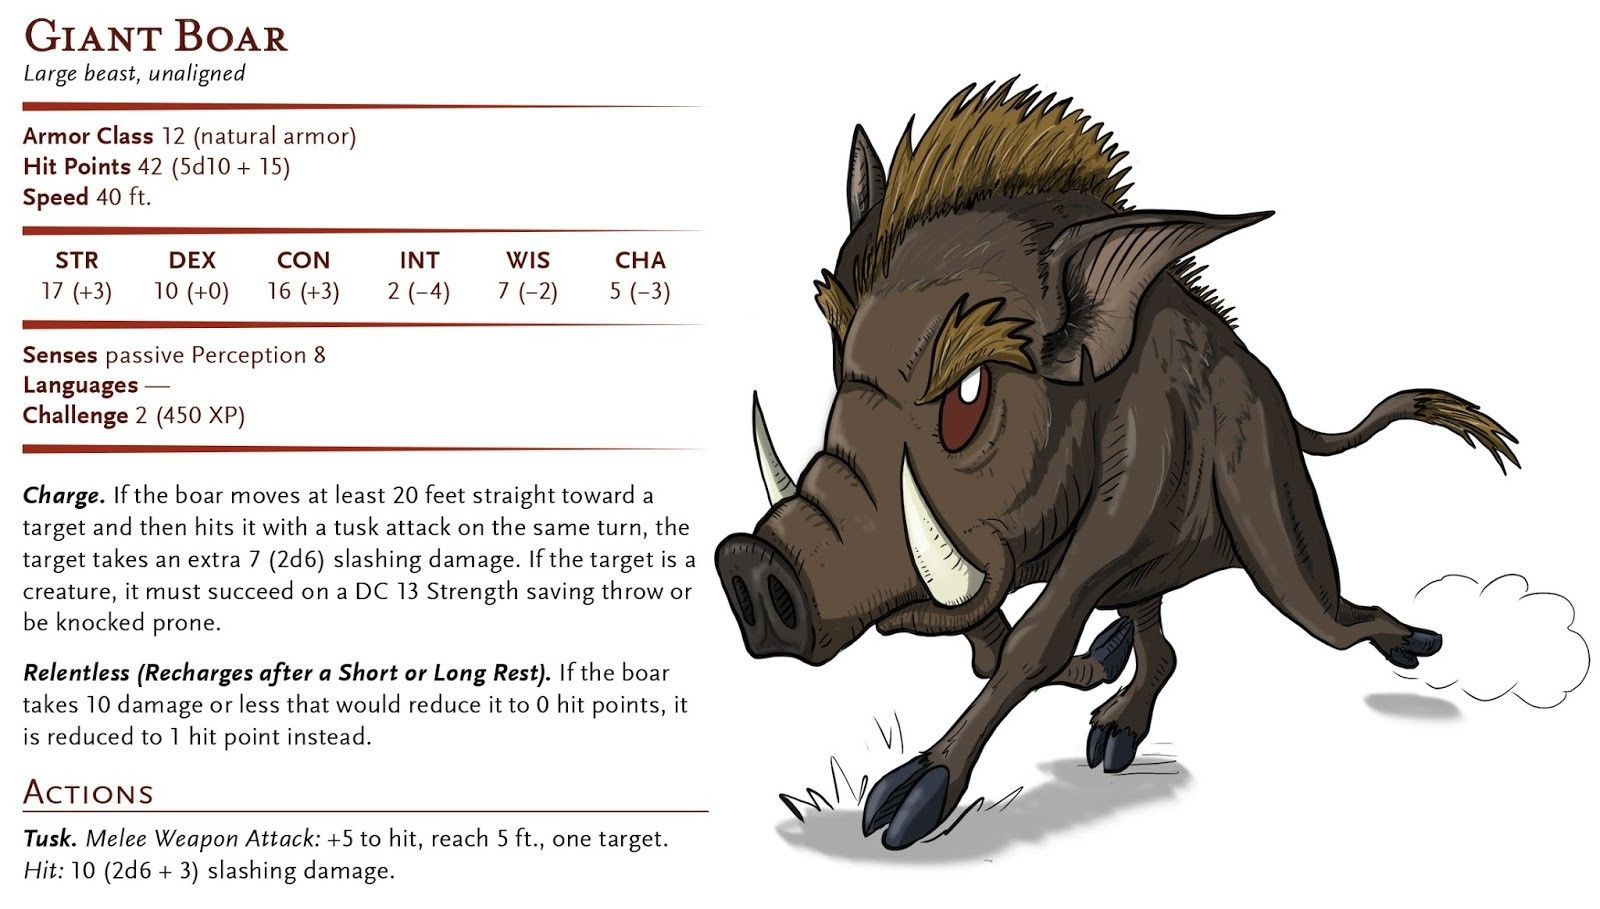 GIANT BOAR
Large beast, unaligned
Armor Class 12 (natural armor)
Hit Points 42 (5d10 + 15)
Speed 40 ft.
STR DEX CON INT WIS CHA
17 (+3) 10 (+0) 16 (+3) 2 (−4) 7 (−2) 5 (−3)
Senses passive Perception 8
Languages —
Challenge 2 (450 XP)
Charge. If the boar moves at least 20 feet straight toward a
target and then hits it with a tusk attack on the same turn, the
target takes an extra 7 (2d6) slashing damage. If the target is a
creature, it must succeed on a DC 13 Strength saving throw or
be knocked prone.
Relentless (Recharges after a Short or Long Rest). If the boar
takes 10 damage or less that would reduce it to 0 hit points, it
is reduced to 1 hit point instead.
ACTIONS
Tusk. Melee Weapon Attack: +5 to hit, reach 5 ft., one target.
Hit: 10 (2d6 + 3) slashing damage.